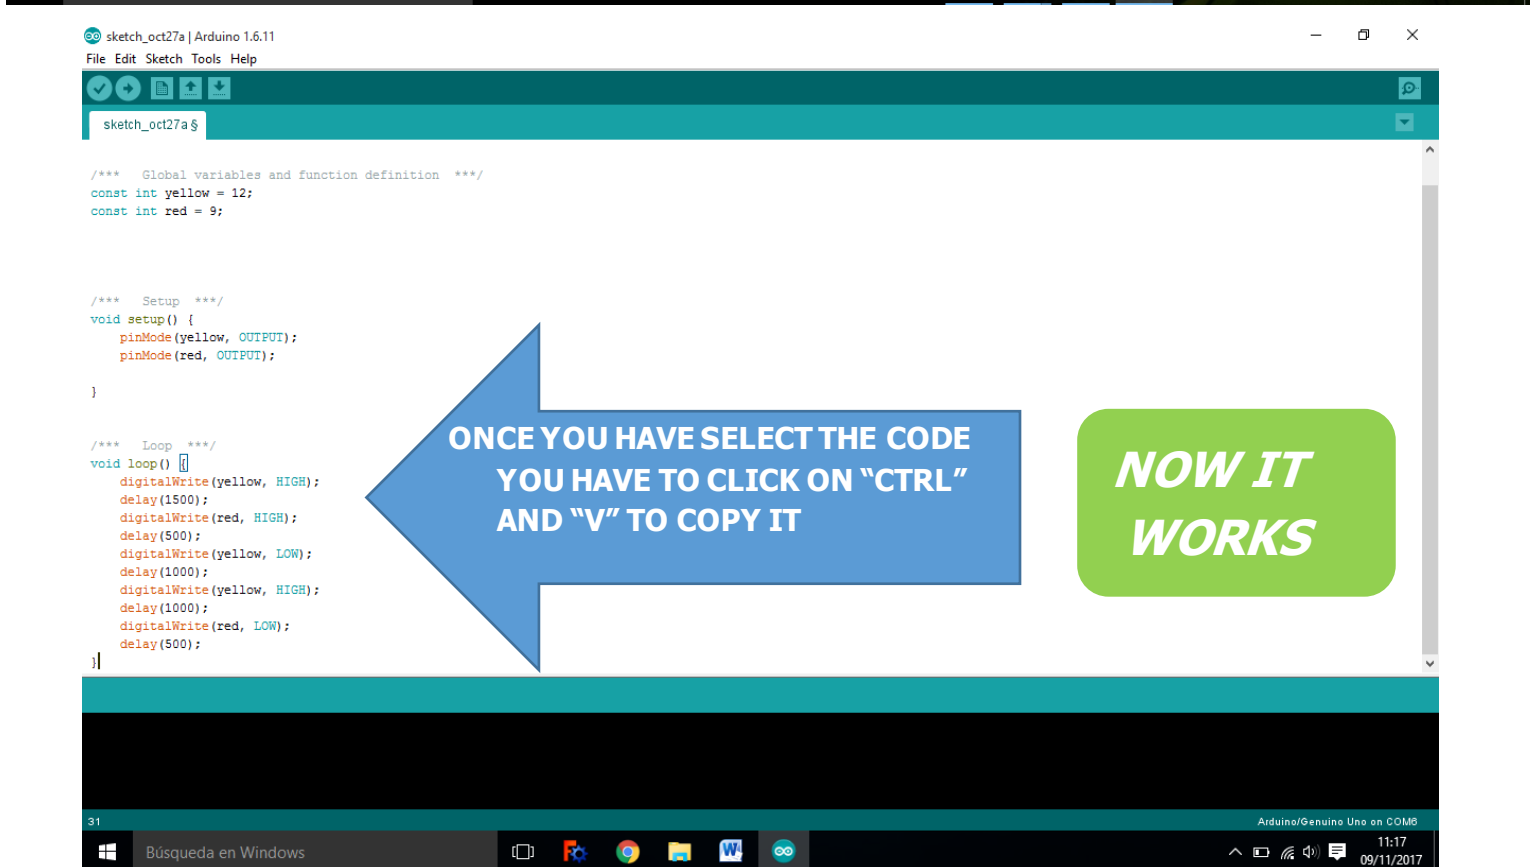 sketch_oct27a | Arduino 1.6.11
File Edit Sketch Tools Help
sketch_oct27a §
/*** Global variables and function definition ***/
const int yellow = 12;
const int red = 9;
/*** Setup ***/
void setup() {
pinMode(yellow, OUTPUT);
pinMode(red, OUTPUT);
}
/*** Loop ***/
void loop() {
digitalWrite(yellow, HIGH);
delay(1500);
digitalWrite(red, HIGH);
delay(500);
digitalWrite(yellow, LOW);
delay(1000);
digitalWrite(yellow, HIGH);
delay(1000);
digitalWrite(red, LOW);
delay(500);
}
ONCE YOU HAVE SELECT THE CODE
YOU HAVE TO CLICK ON “CTRL”
AND “V” TO COPY IT
NOW IT
WORKS
31
Arduino/Genuino Uno on COM6
Búsqueda en Windows
11:17
09/11/2017